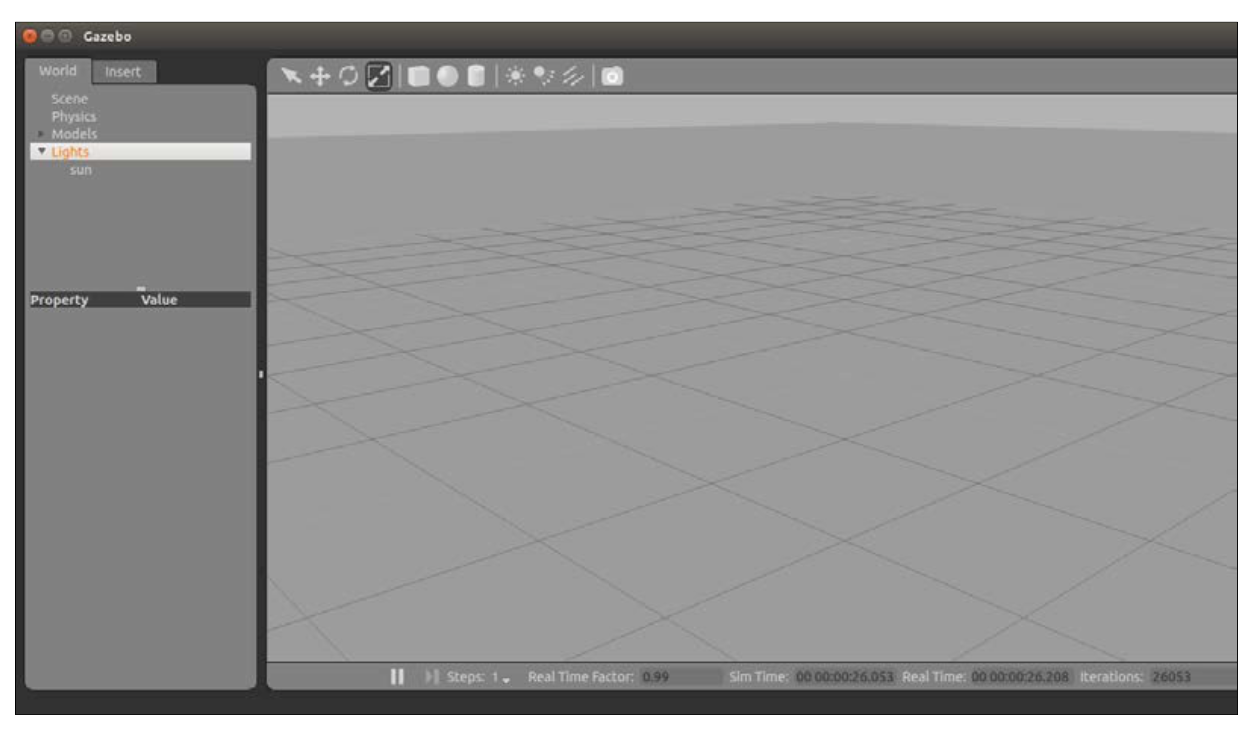 Gazebo
World Insert
Scene
Physics
Models
Lights
sun
Property Value
Steps: 1 Real Time Factor: 0.99 Sim Time: 00 00:00:26.053 Real Time: 00 00:00:26.208 Iterations: 26053